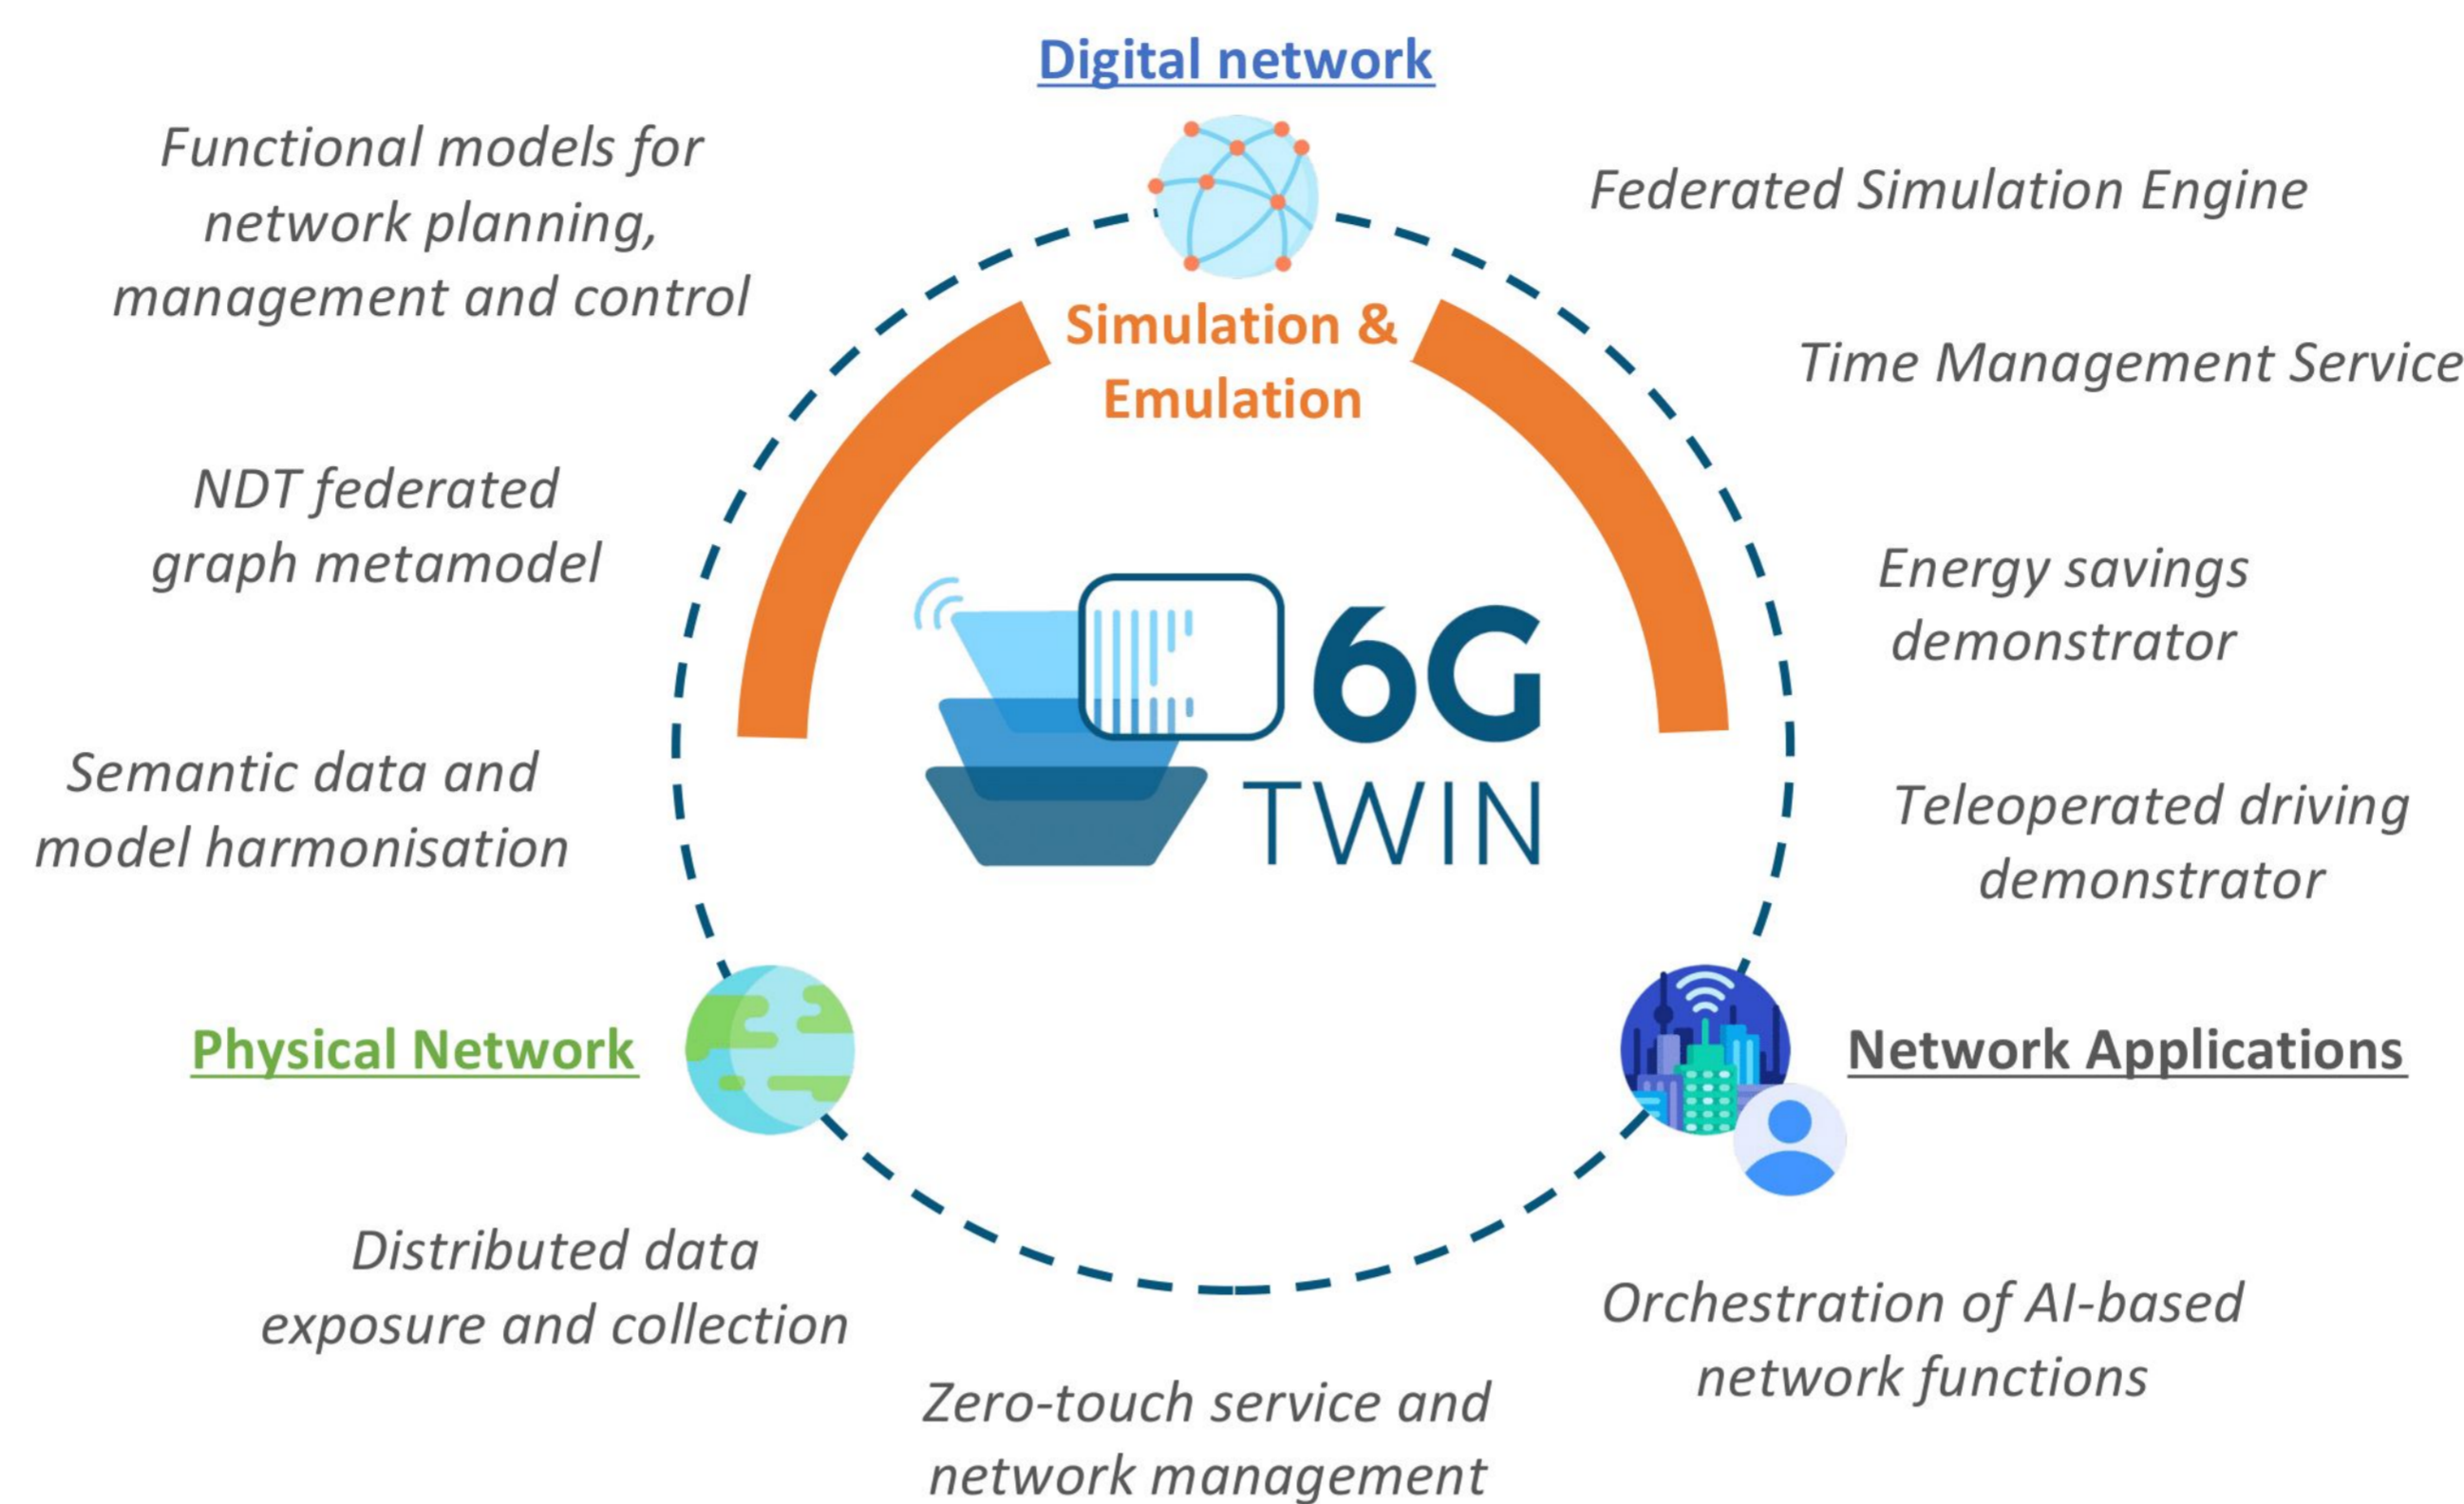 Digital network
Functional models for
network planning,
management and control
Federated Simulation Engine
Simulation &
Emulation
Time Management Service
NDT federated
graph metamodel
Energy savings
demonstrator
6G
TWIN
Semantic data and
model harmonisation
Teleoperated driving
demonstrator
Physical Network
Network Applications
Distributed data
exposure and collection
Orchestration of AI-based
network functions
Zero-touch service and
network management